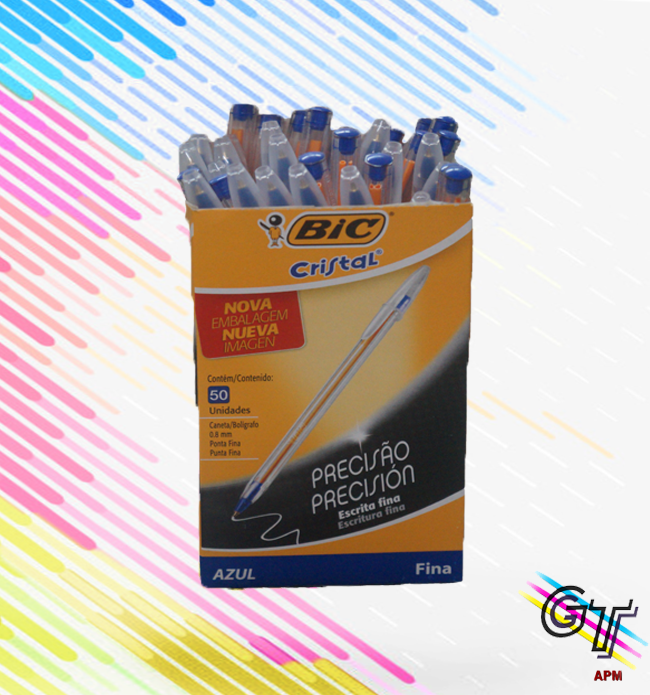 BiC
CriStaL®
NOVA
EMBALAGEM
NUEVA
IMAGEN
Contêm/Contenido:
50
Unidades
Caneta/Bolígrafo
0.8 mm
Ponta Fina
Punta Fina
PRECISÃO
PRECISIÓN
Escrita fina
Escritura fina
AZUL
Fina
GT
APM